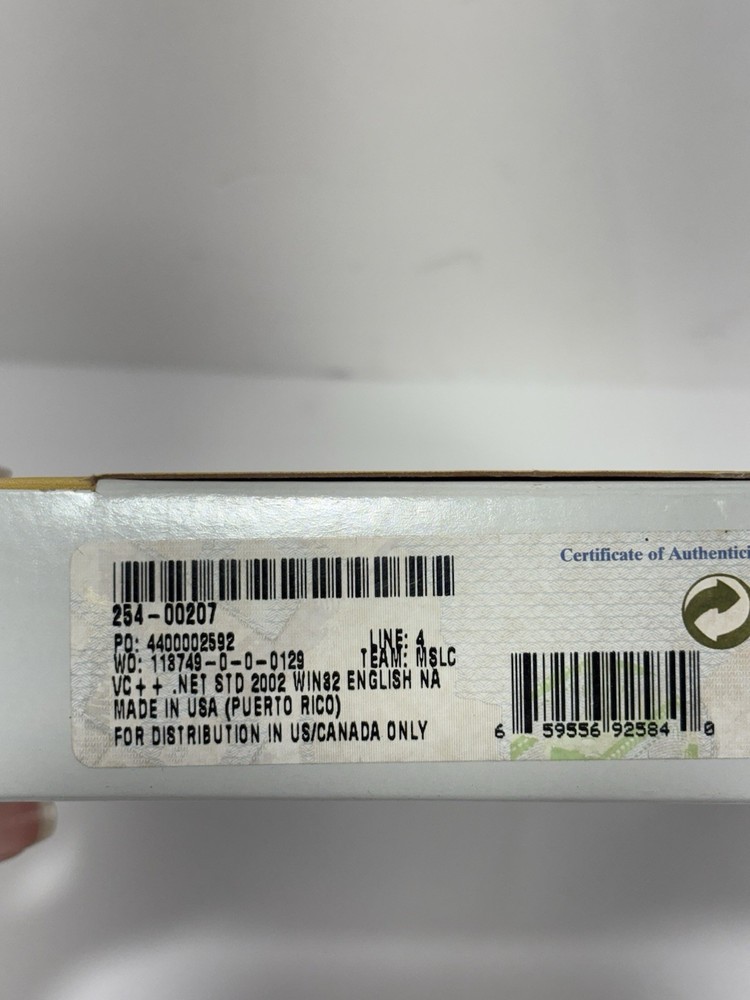 Certificate of Authentici
254-00207
PO: 4400002592 LINE: 4
WO: 113749-0-0-0129 TEAM: MSLC
VC++ .NET STD 2002 WIN32 ENGLISH NA
MADE IN USA (PUERTO RICO)
FOR DISTRIBUTION IN US/CANADA ONLY
6 59556 92584 0